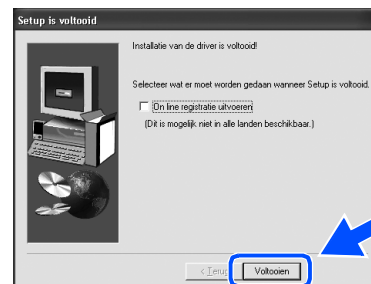 Setup is voltooid
Installatie van de driver is voltooid!
Selecteer wat er moet worden gedaan wanneer Setup is voltooid.
On line registratie uitvoeren
(Dit is mogelijk niet in alle landen beschikbaar.)
< Terug
Voltooien